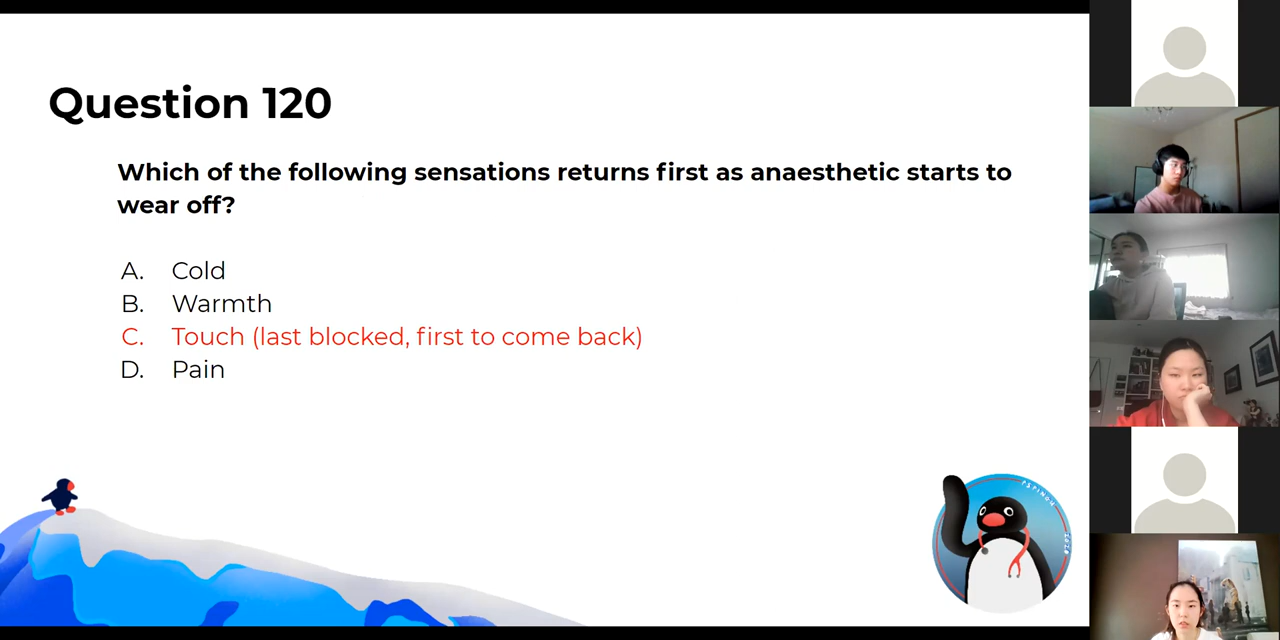 Question 120
Which of the following sensations returns first as anaesthetic starts to
wear off?
A. Cold
B. Warmth
C. Touch (last blocked, first to come back)
D. Pain